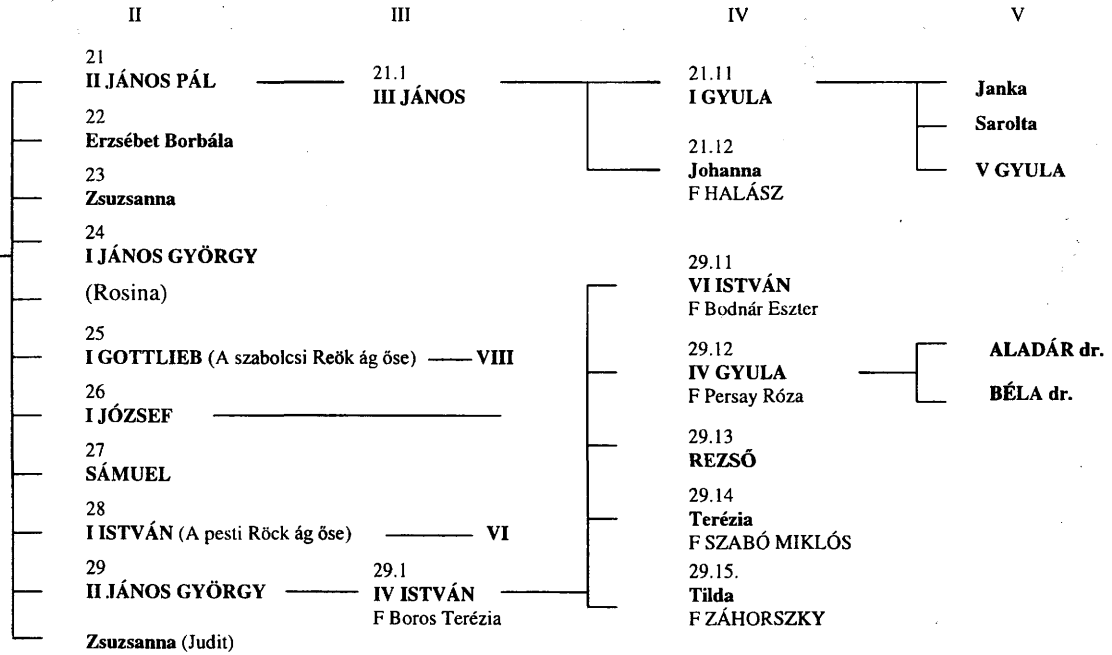 II III IV V
21
II JÁNOS PÁL
22
Erzsébet Borbála
23
Zsuzsanna
24
I JÁNOS GYÖRGY
(Rosina)
25
I GOTTLIEB (A szabolcsi Reök ág őse) VIII
26
I JÓZSEF
27
SÁMUEL
28
I ISTVÁN (A pesti Röck ág őse) VI
29
II JÁNOS GYÖRGY
Zsuzsanna (Judit)
21.1
III JÁNOS
29.1
IV ISTVÁN
F Boros Terézia
21.11
I GYULA
21.12
Johanna
F HALÁSZ
29.11
VI ISTVÁN
F Bodnár Eszter
29.12
IV GYULA
F Persay Róza
29.13
REZSŐ
29.14
Terézia
F SZABÓ MIKLÓS
29.15.
Tilda
F ZÁHORSZKY
Janka
Sarolta
V GYULA
ALADÁR dr.
BÉLA dr.